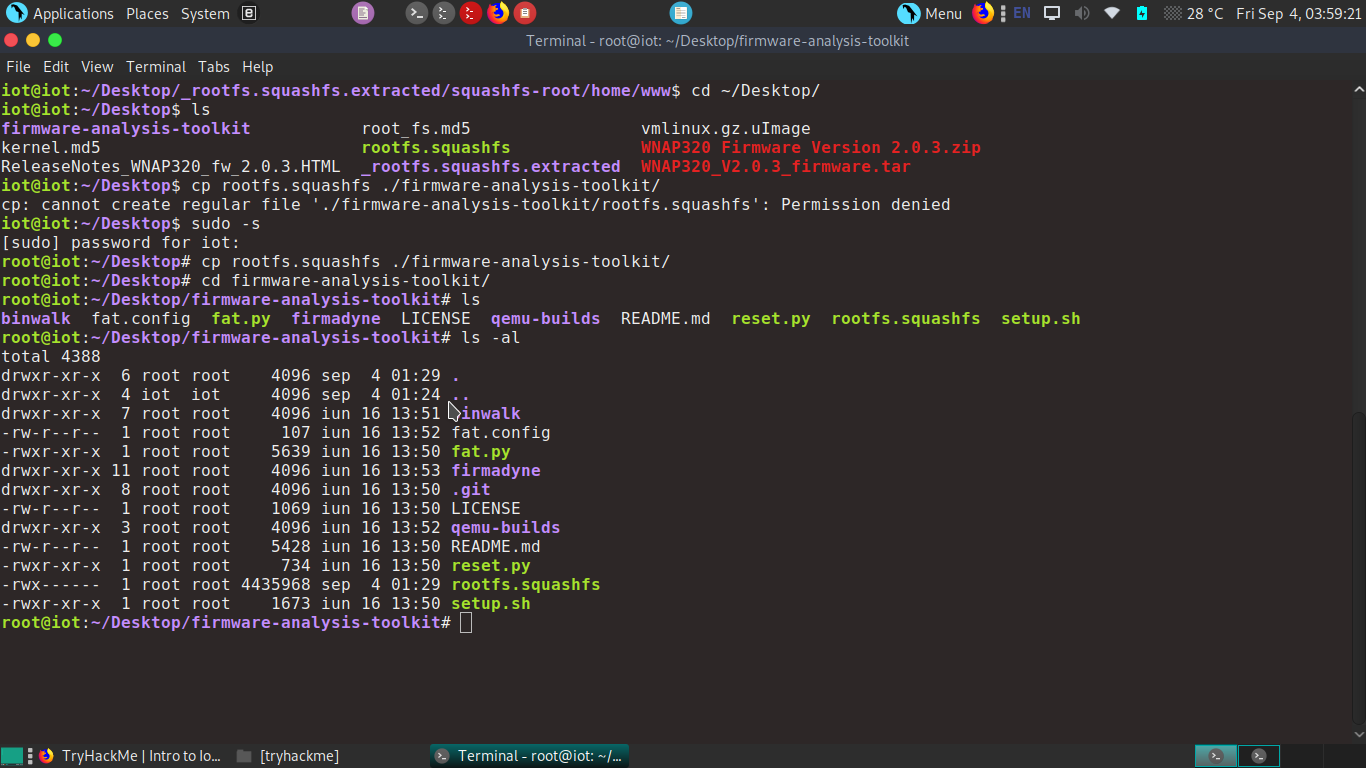 Applications Places System Menu EN 28 °C Fri Sep 4, 03:59:21
Terminal - root@iot: ~/Desktop/firmware-analysis-toolkit
File Edit View Terminal Tabs Help
iot@iot:~/Desktop/_rootfs.squashfs.extracted/squashfs-root/home/www$ cd ~/Desktop/
iot@iot:~/Desktop$ ls
firmware-analysis-toolkit root_fs.md5 vmlinux.gz.uImage
kernel.md5 rootfs.squashfs WNAP320 Firmware Version 2.0.3.zip
ReleaseNotes_WNAP320_fw_2.0.3.HTML _rootfs.squashfs.extracted WNAP320_V2.0.3_firmware.tar
iot@iot:~/Desktop$ cp rootfs.squashfs ./firmware-analysis-toolkit/
cp: cannot create regular file './firmware-analysis-toolkit/rootfs.squashfs': Permission denied
iot@iot:~/Desktop$ sudo -s
[sudo] password for iot:
root@iot:~/Desktop# cp rootfs.squashfs ./firmware-analysis-toolkit/
root@iot:~/Desktop# cd firmware-analysis-toolkit/
root@iot:~/Desktop/firmware-analysis-toolkit# ls
binwalk fat.config fat.py firmadyne LICENSE qemu-builds README.md reset.py rootfs.squashfs setup.sh
root@iot:~/Desktop/firmware-analysis-toolkit# ls -al
total 4388
drwxr-xr-x 6 root root 4096 sep 4 01:29 .
drwxr-xr-x 4 iot iot 4096 sep 4 01:24 ..
drwxr-xr-x 7 root root 4096 iun 16 13:51 binwalk
-rw-r--r-- 1 root root 107 iun 16 13:52 fat.config
-rwxr-xr-x 1 root root 5639 iun 16 13:50 fat.py
drwxr-xr-x 11 root root 4096 iun 16 13:53 firmadyne
drwxr-xr-x 8 root root 4096 iun 16 13:50 .git
-rw-r--r-- 1 root root 1069 iun 16 13:50 LICENSE
drwxr-xr-x 3 root root 4096 iun 16 13:52 qemu-builds
-rw-r--r-- 1 root root 5428 iun 16 13:50 README.md
-rwxr-xr-x 1 root root 734 iun 16 13:50 reset.py
-rwx------ 1 root root 4435968 sep 4 01:29 rootfs.squashfs
-rwxr-xr-x 1 root root 1673 iun 16 13:50 setup.sh
root@iot:~/Desktop/firmware-analysis-toolkit#
TryHackMe | Intro to Io... [tryhackme] Terminal - root@iot: ~/...